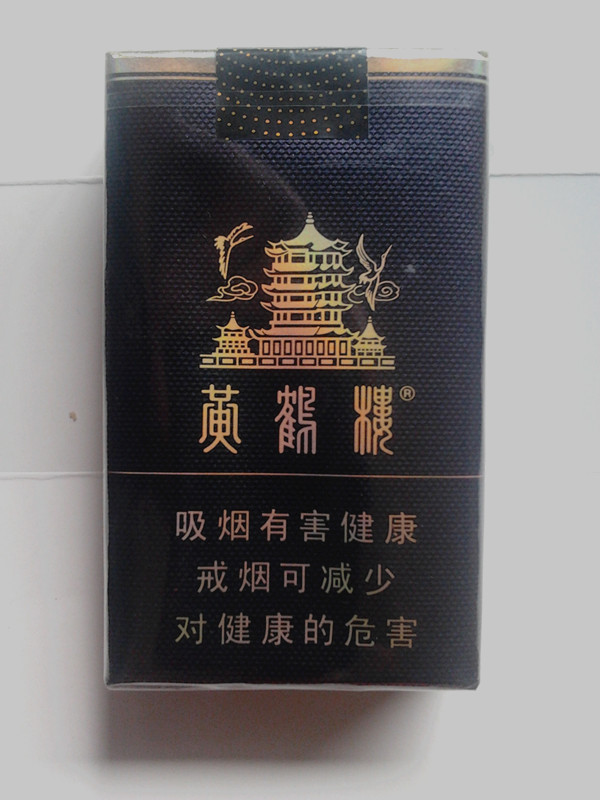 黄鹤楼®
吸烟有害健康
戒烟可减少
对健康的危害